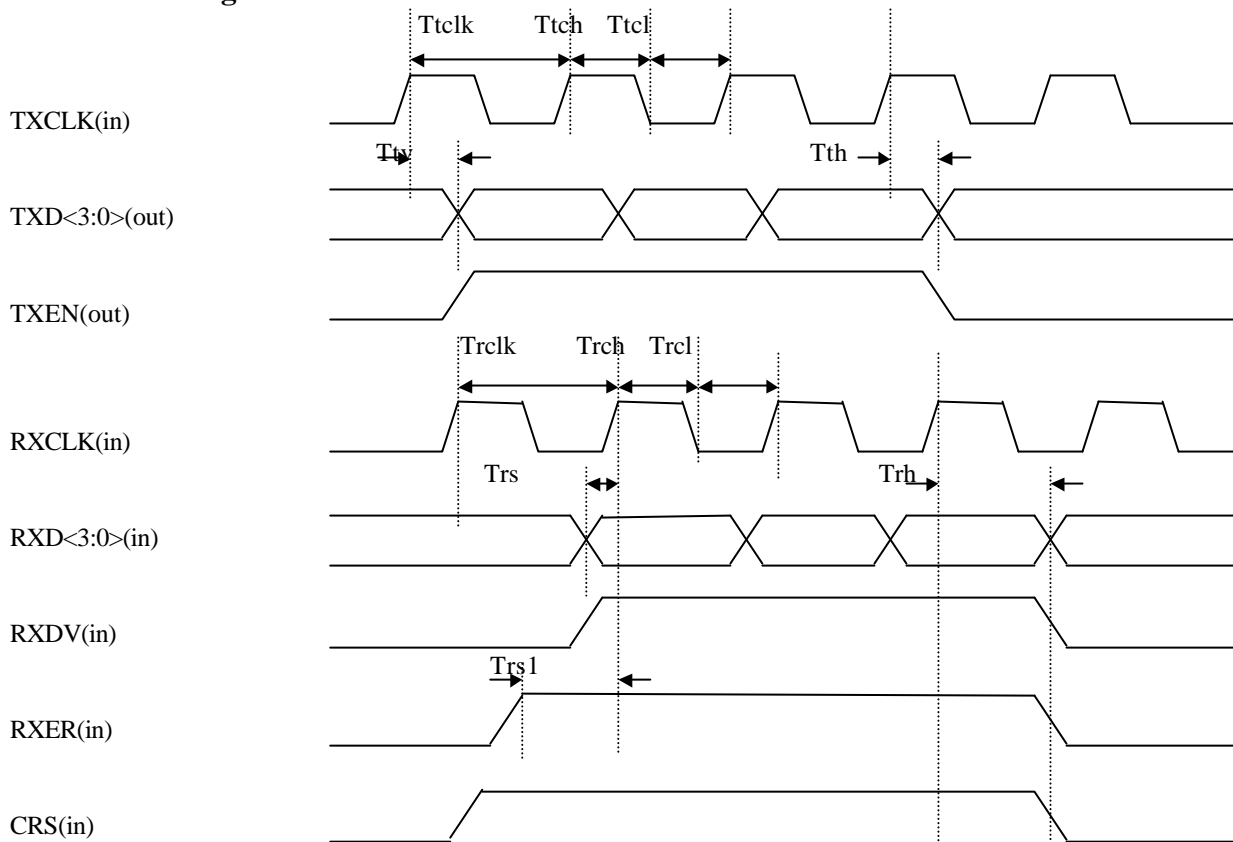 Ttclk Ttch Ttcl
TXCLK(in)
Ttv Tth
TXD<3:0>(out)
TXEN(out)
Trclk Trch Trcl
RXCLK(in)
Trs Trh
RXD<3:0>(in)
RXDV(in)
Trs1
RXER(in)
CRS(in)